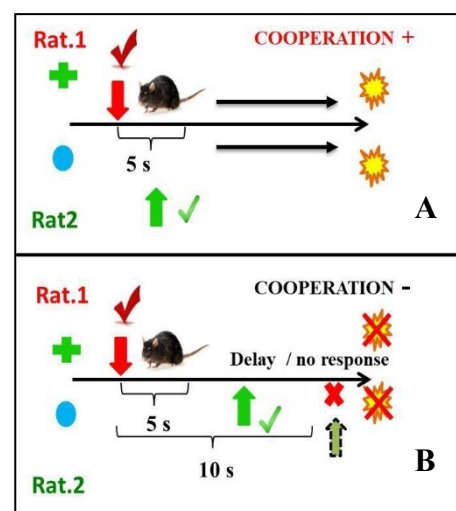 Rat.1
COOPERATION +
5 s
A
Rat2
Rat.1
COOPERATION -
Delay / no response
5 s
10 s
B
Rat.2